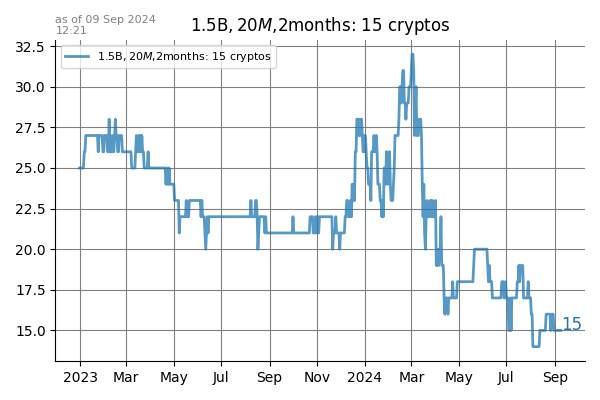 as of 09 Sep 2024
12:21
1.5B, 20M,2months: 15 cryptos
1.5B, 20M,2months: 15 cryptos
32.5
30.0
27.5
25.0
22.5
20.0
17.5
15.0
15
2023 Mar May Jul Sep Nov 2024 Mar May Jul Sep